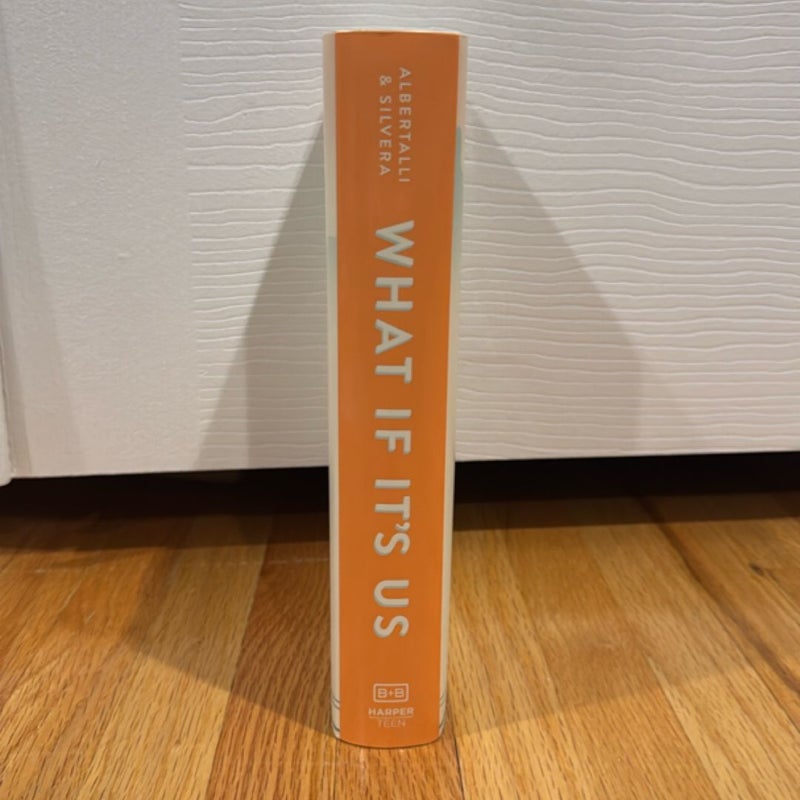 ALBERTALLI
& SILVERA
WHAT IF IT'S US
B+B
HARPER
TEEN